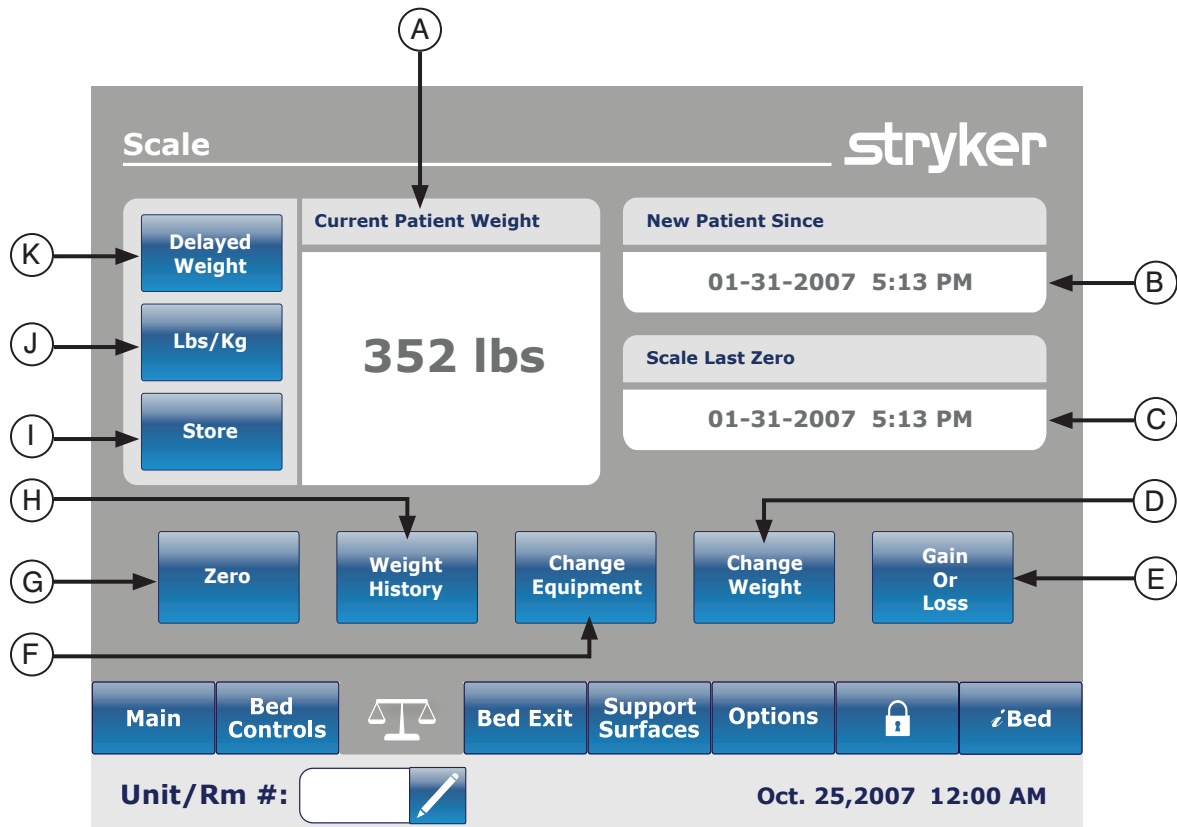 A
Scale
stryker
K
Delayed
Weight
Current Patient Weight
New Patient Since
01-31-2007 5:13 PM
B
J
Lbs/Kg
352 lbs
Scale Last Zero
01-31-2007 5:13 PM
C
I
Store
H
D
G
Zero
Weight
History
Change
Equipment
Change
Weight
Gain
Or
Loss
E
F
Main
Bed
Controls
Bed Exit
Support
Surfaces
Options
iBed
Unit/Rm #:
Oct. 25,2007 12:00 AM